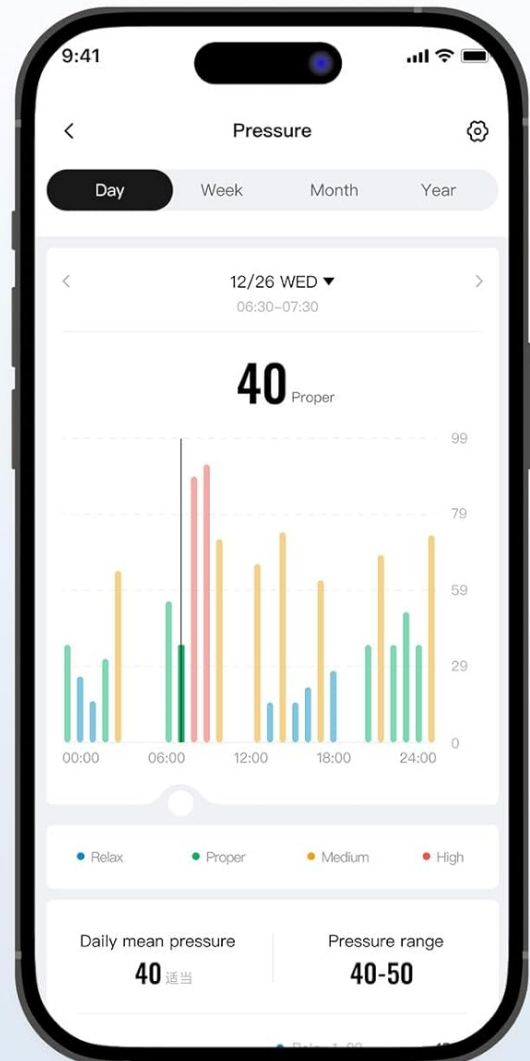 9:41
Pressure
Day Week Month Year
12/26 WED
06:30-07:30
40 Proper
99
79
59
29
0
00:00 06:00 12:00 18:00 24:00
Relax Proper Medium High
Daily mean pressure Pressure range
40 适当 40-50